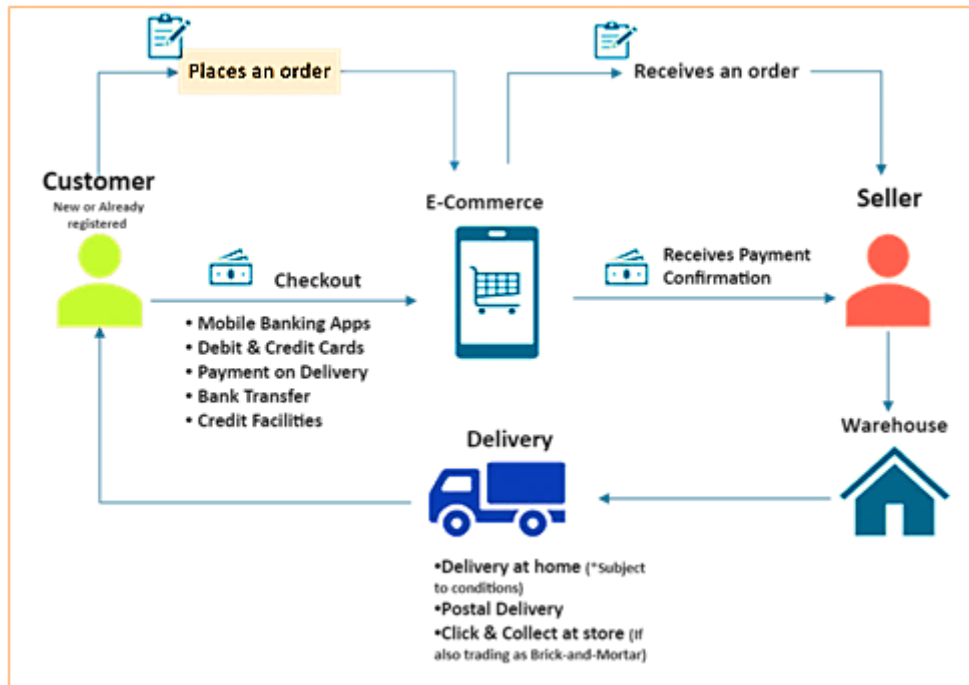 Places an order
Receives an order
Customer
New or Already
registered
E-Commerce
Seller
Checkout
• Mobile Banking Apps
• Debit & Credit Cards
• Payment on Delivery
• Bank Transfer
• Credit Facilities
Receives Payment
Confirmation
Warehouse
Delivery
•Delivery at home (*Subject
to conditions)
•Postal Delivery
•Click & Collect at store (If
also trading as Brick-and-Mortar)